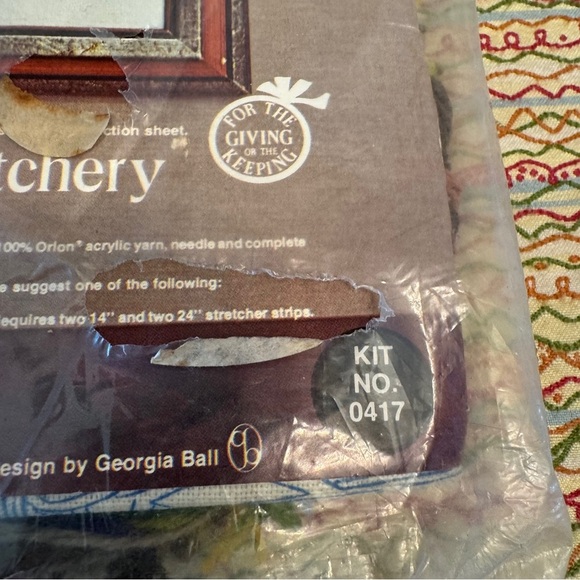 ction sheet.
FOR THE
GIVING
OR THE
KEEPING
tchery
100% Orlon® acrylic yarn, needle and complete
e suggest one of the following:
equires two 14" and two 24" stretcher strips.
KIT
NO.
0417
esign by Georgia Ball